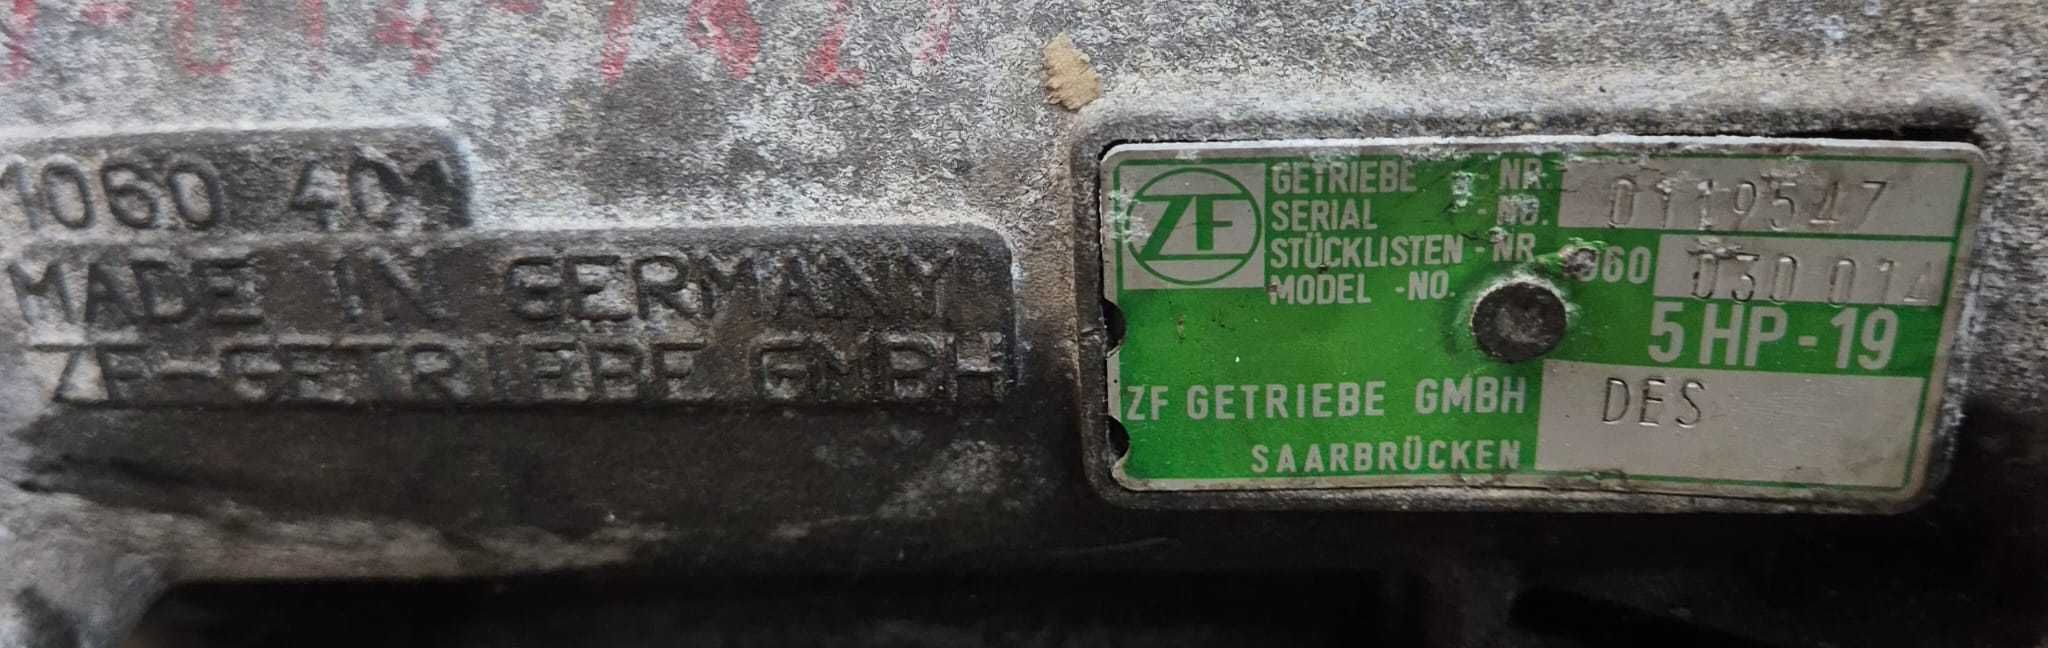 1060 401
MADE IN GERMANY
ZF-GETRIEBE GMBH
ZF
GETRIEBE -NR. 0119547
SERIAL -NO.
STÜCKLISTEN-NR 1060 030 014
MODEL -NO.
5 HP-19
ZF GETRIEBE GMBH DES
SAARBRÜCKEN